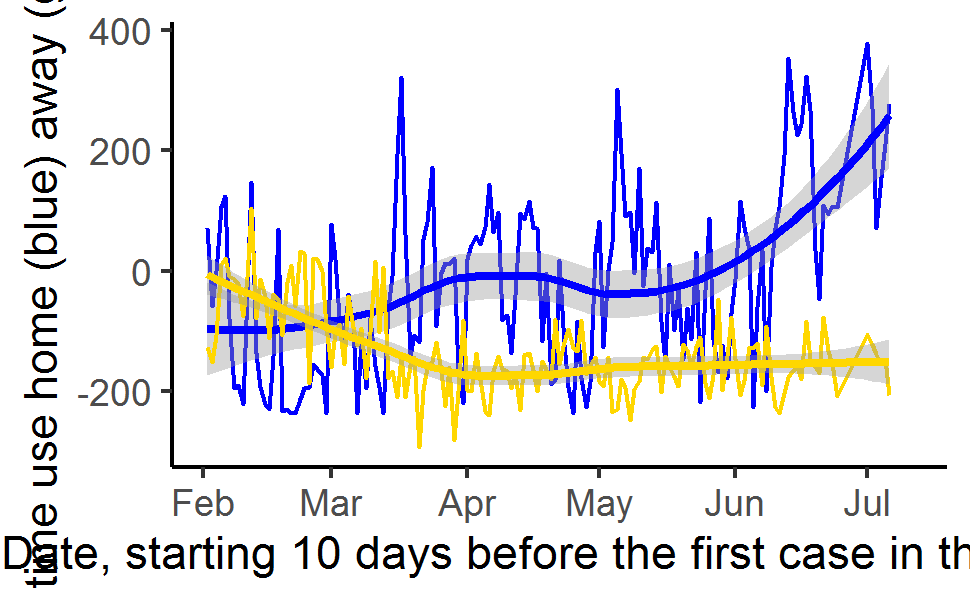 time use home (blue) away (
400
200
0
-200
Feb Mar Apr May Jun Jul
Date, starting 10 days before the first case in th